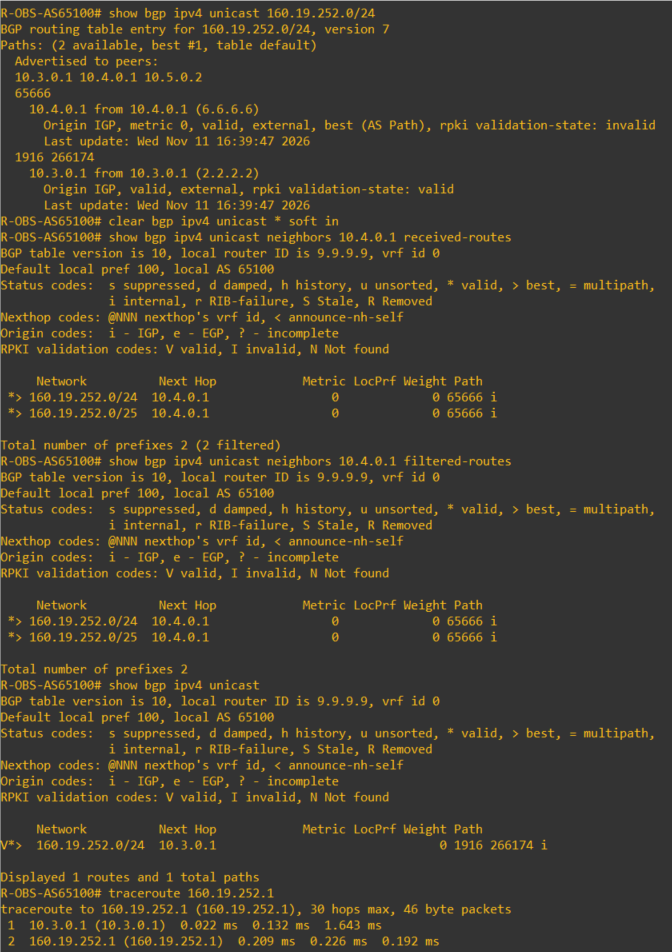 R-OBS-AS65100# show bgp ipv4 unicast 160.19.252.0/24
BGP routing table entry for 160.19.252.0/24, version 7
Paths: (2 available, best #1, table default)
  Advertised to peers:
  10.3.0.1 10.4.0.1 10.5.0.2
  65666
    10.4.0.1 from 10.4.0.1 (6.6.6.6)
      Origin IGP, metric 0, valid, external, best (AS Path), rpki validation-state: invalid
      Last update: Wed Nov 11 16:39:47 2026
  1916 266174
    10.3.0.1 from 10.3.0.1 (2.2.2.2)
      Origin IGP, valid, external, rpki validation-state: valid
      Last update: Wed Nov 11 16:39:47 2026
R-OBS-AS65100# clear bgp ipv4 unicast * soft in
R-OBS-AS65100# show bgp ipv4 unicast neighbors 10.4.0.1 received-routes
BGP table version is 10, local router ID is 9.9.9.9, vrf id 0
Default local pref 100, local AS 65100
Status codes:  s suppressed, d damped, h history, u unsorted, * valid, > best, = multipath,
               i internal, r RIB-failure, S Stale, R Removed
Nexthop codes: @NNN nexthop's vrf id, < announce-nh-self
Origin codes:  i - IGP, e - EGP, ? - incomplete
RPKI validation codes: V valid, I invalid, N Not found

     Network          Next Hop            Metric LocPrf Weight Path
 *> 160.19.252.0/24  10.4.0.1                 0             0 65666 i
 *> 160.19.252.0/25  10.4.0.1                 0             0 65666 i

Total number of prefixes 2 (2 filtered)
R-OBS-AS65100# show bgp ipv4 unicast neighbors 10.4.0.1 filtered-routes
BGP table version is 10, local router ID is 9.9.9.9, vrf id 0
Default local pref 100, local AS 65100
Status codes:  s suppressed, d damped, h history, u unsorted, * valid, > best, = multipath,
               i internal, r RIB-failure, S Stale, R Removed
Nexthop codes: @NNN nexthop's vrf id, < announce-nh-self
Origin codes:  i - IGP, e - EGP, ? - incomplete
RPKI validation codes: V valid, I invalid, N Not found

     Network          Next Hop            Metric LocPrf Weight Path
 *> 160.19.252.0/24  10.4.0.1                 0             0 65666 i
 *> 160.19.252.0/25  10.4.0.1                 0             0 65666 i

Total number of prefixes 2
R-OBS-AS65100# show bgp ipv4 unicast
BGP table version is 10, local router ID is 9.9.9.9, vrf id 0
Default local pref 100, local AS 65100
Status codes:  s suppressed, d damped, h history, u unsorted, * valid, > best, = multipath,
               i internal, r RIB-failure, S Stale, R Removed
Nexthop codes: @NNN nexthop's vrf id, < announce-nh-self
Origin codes:  i - IGP, e - EGP, ? - incomplete
RPKI validation codes: V valid, I invalid, N Not found

     Network          Next Hop            Metric LocPrf Weight Path
V*>  160.19.252.0/24  10.3.0.1                               0 1916 266174 i

Displayed 1 routes and 1 total paths
R-OBS-AS65100# traceroute 160.19.252.1
traceroute to 160.19.252.1 (160.19.252.1), 30 hops max, 46 byte packets
 1  10.3.0.1 (10.3.0.1)  0.022 ms  0.132 ms  1.643 ms
 2  160.19.252.1 (160.19.252.1)  0.209 ms  0.226 ms  0.192 ms